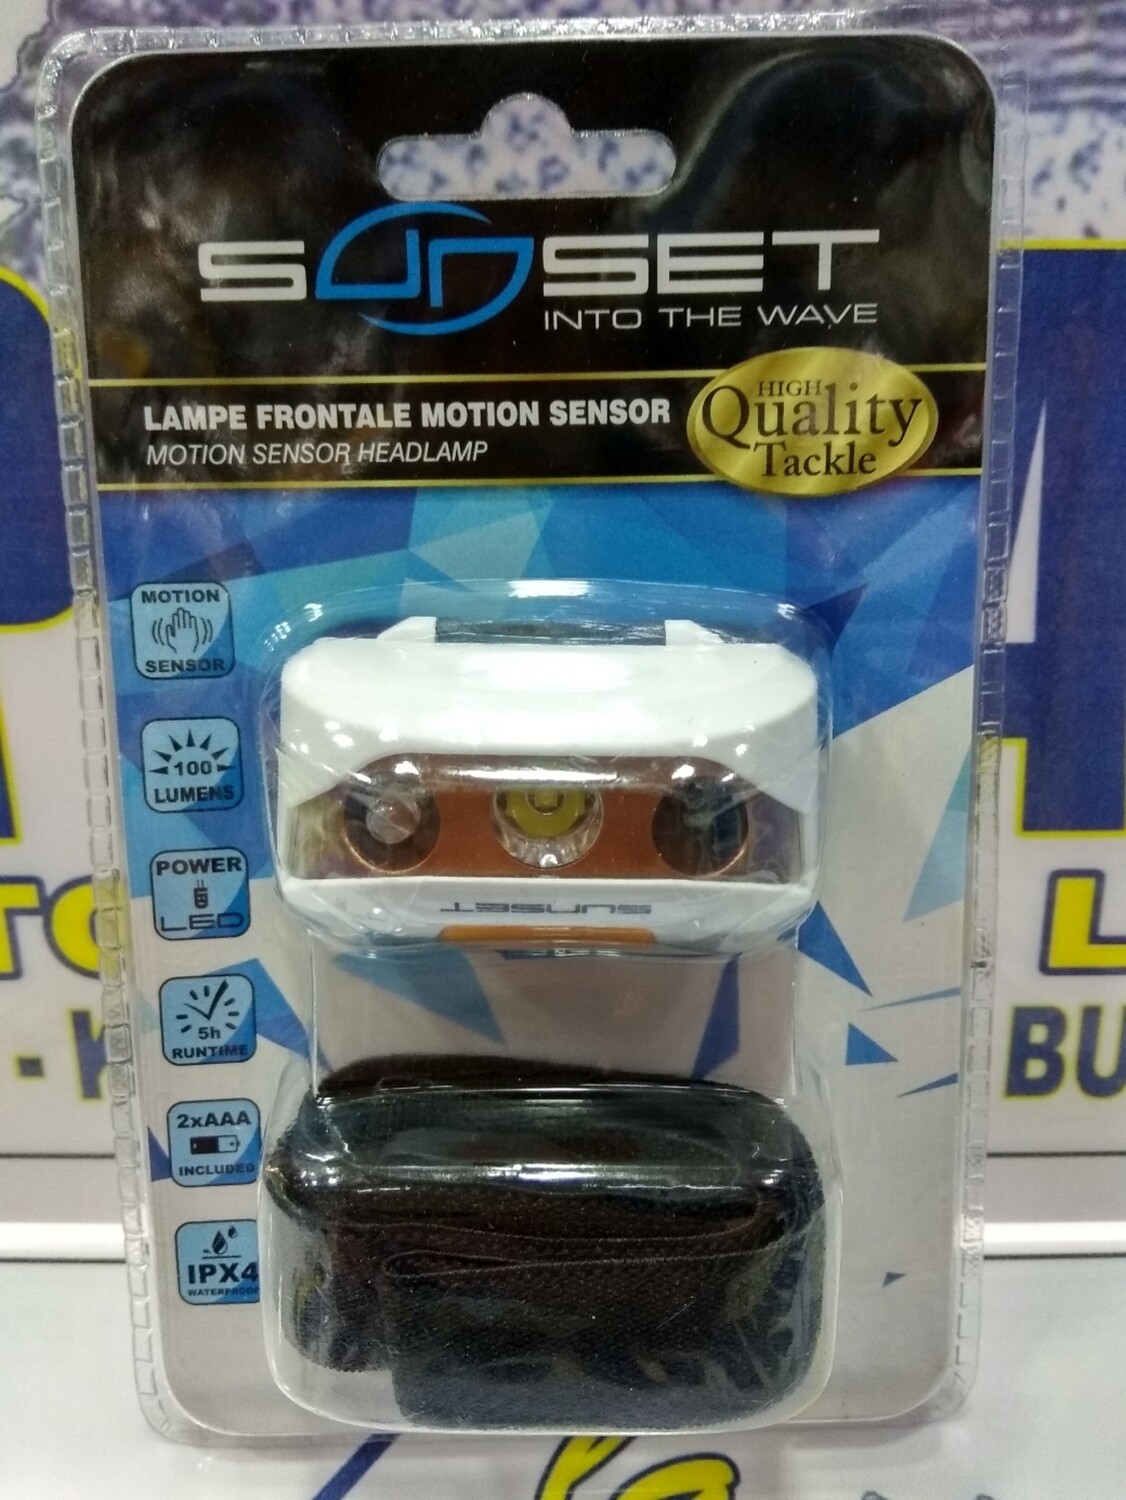 SUNSET
INTO THE WAVE
LAMPE FRONTALE MOTION SENSOR
MOTION SENSOR HEADLAMP
HIGH
Quality
Tackle
MOTION
SENSOR
100
LUMENS
POWER
LED
5h
RUNTIME
2xAAA
INCLUDED
IPX4
WATERPROOF
SUNSET
BU